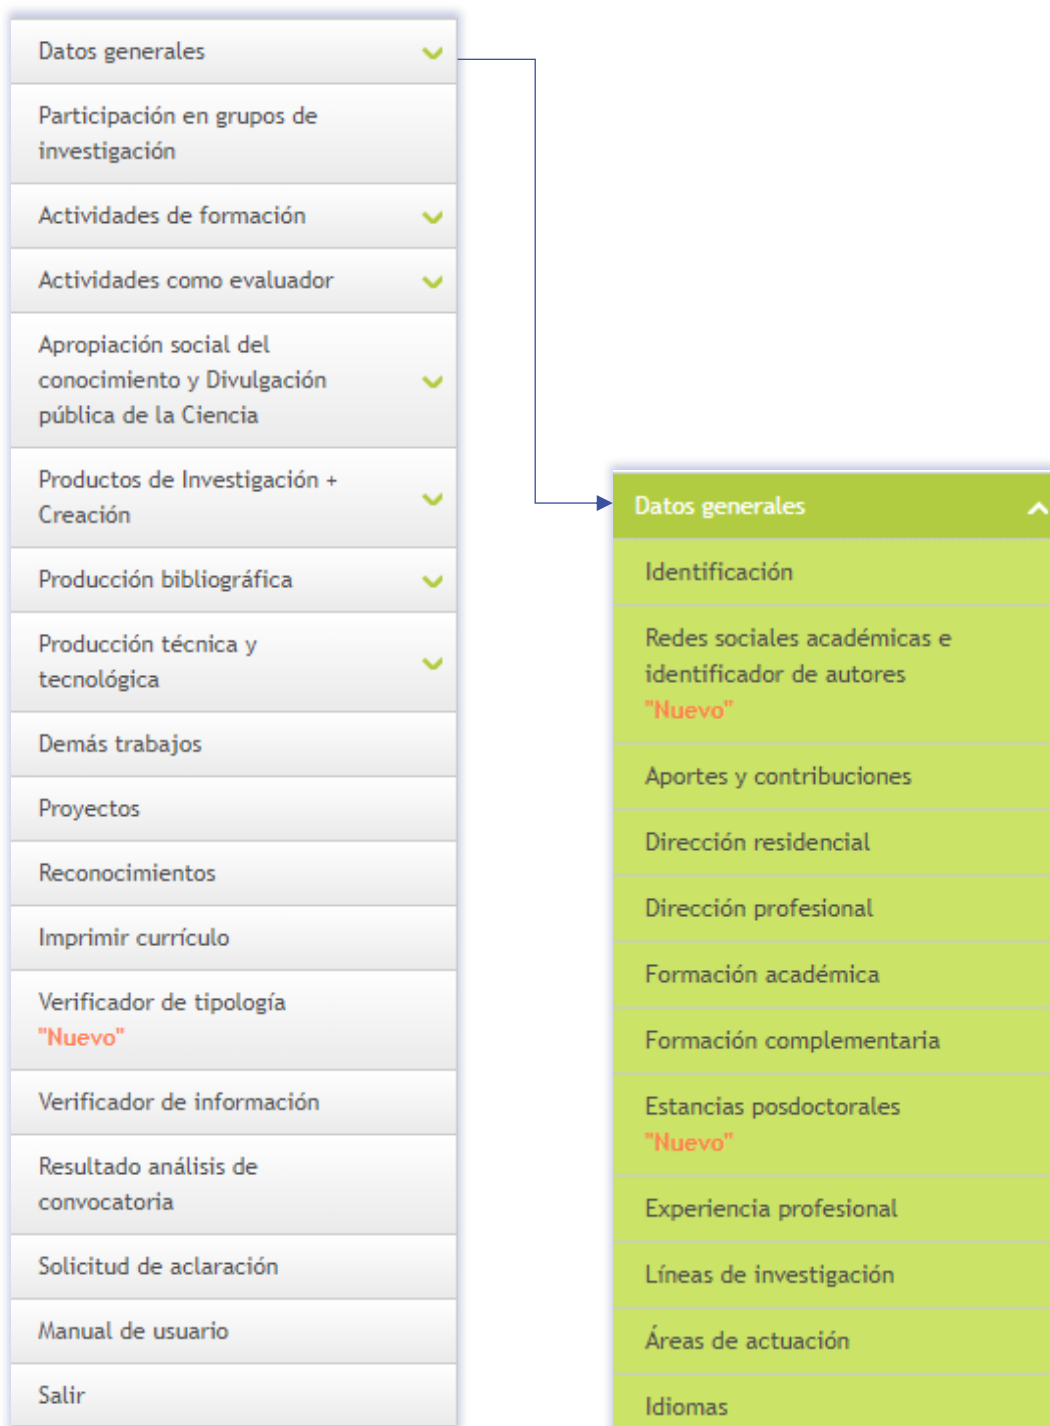 Datos generales
Participación en grupos de
investigación
Actividades de formación
Actividades como evaluador
Apropiación social del
conocimiento y Divulgación
pública de la Ciencia
Productos de Investigación +
Creación
Producción bibliográfica
Producción técnica y
tecnológica
Demás trabajos
Proyectos
Reconocimientos
Imprimir currículo
Verificador de tipología
"Nuevo"
Verificador de información
Resultado análisis de
convocatoria
Solicitud de aclaración
Manual de usuario
Salir
Datos generales
Identificación
Redes sociales académicas e
identificador de autores
"Nuevo"
Aportes y contribuciones
Dirección residencial
Dirección profesional
Formación académica
Formación complementaria
Estancias posdoctorales
"Nuevo"
Experiencia profesional
Líneas de investigación
Áreas de actuación
Idiomas